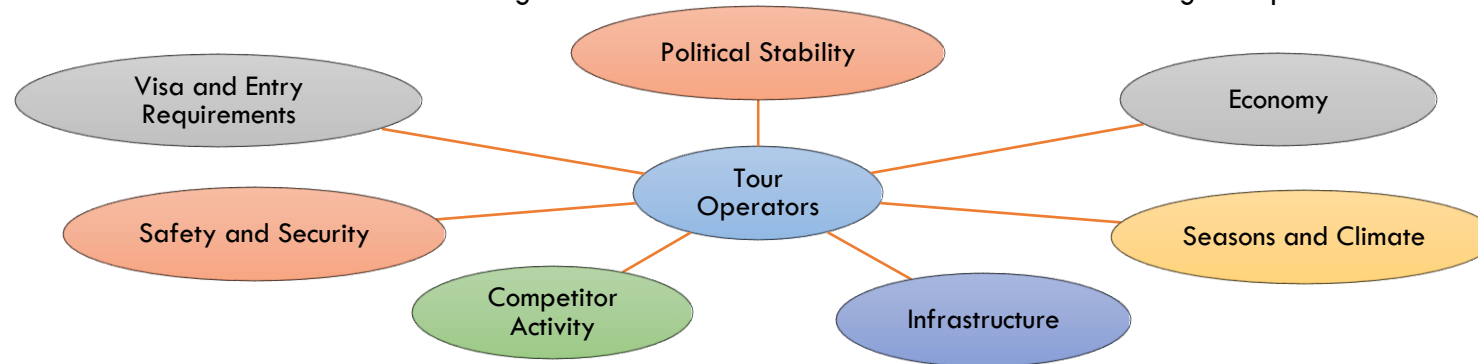 Political Stability
Visa and Entry
Requirements
Economy
Tour
Operators
Safety and Security
Seasons and Climate
Competitor
Activity
Infrastructure